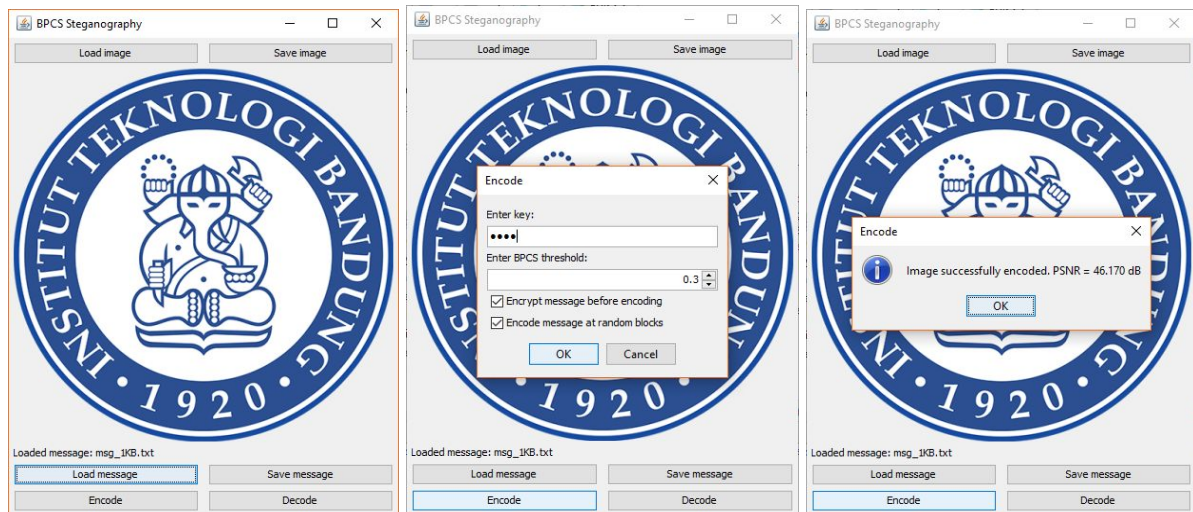 BPCS Steganography
Load image
Save image
INSTITUT TEKNOLOGI BANDUNG
• 1920 •
Loaded message: msg_1KB.txt
Load message
Save message
Encode
Decode
BPCS Steganography
Load image
Save image
INSTITUT TEKNOLOGI BANDUNG
• 1920 •
Encode
Enter key:
••••
Enter BPCS threshold:
0.3
Encrypt message before encoding
Encode message at random blocks
OK
Cancel
Loaded message: msg_1KB.txt
Load message
Save message
Encode
Decode
BPCS Steganography
Load image
Save image
INSTITUT TEKNOLOGI BANDUNG
• 1920 •
Encode
Image successfully encoded. PSNR = 46.170 dB
OK
Loaded message: msg_1KB.txt
Load message
Save message
Encode
Decode